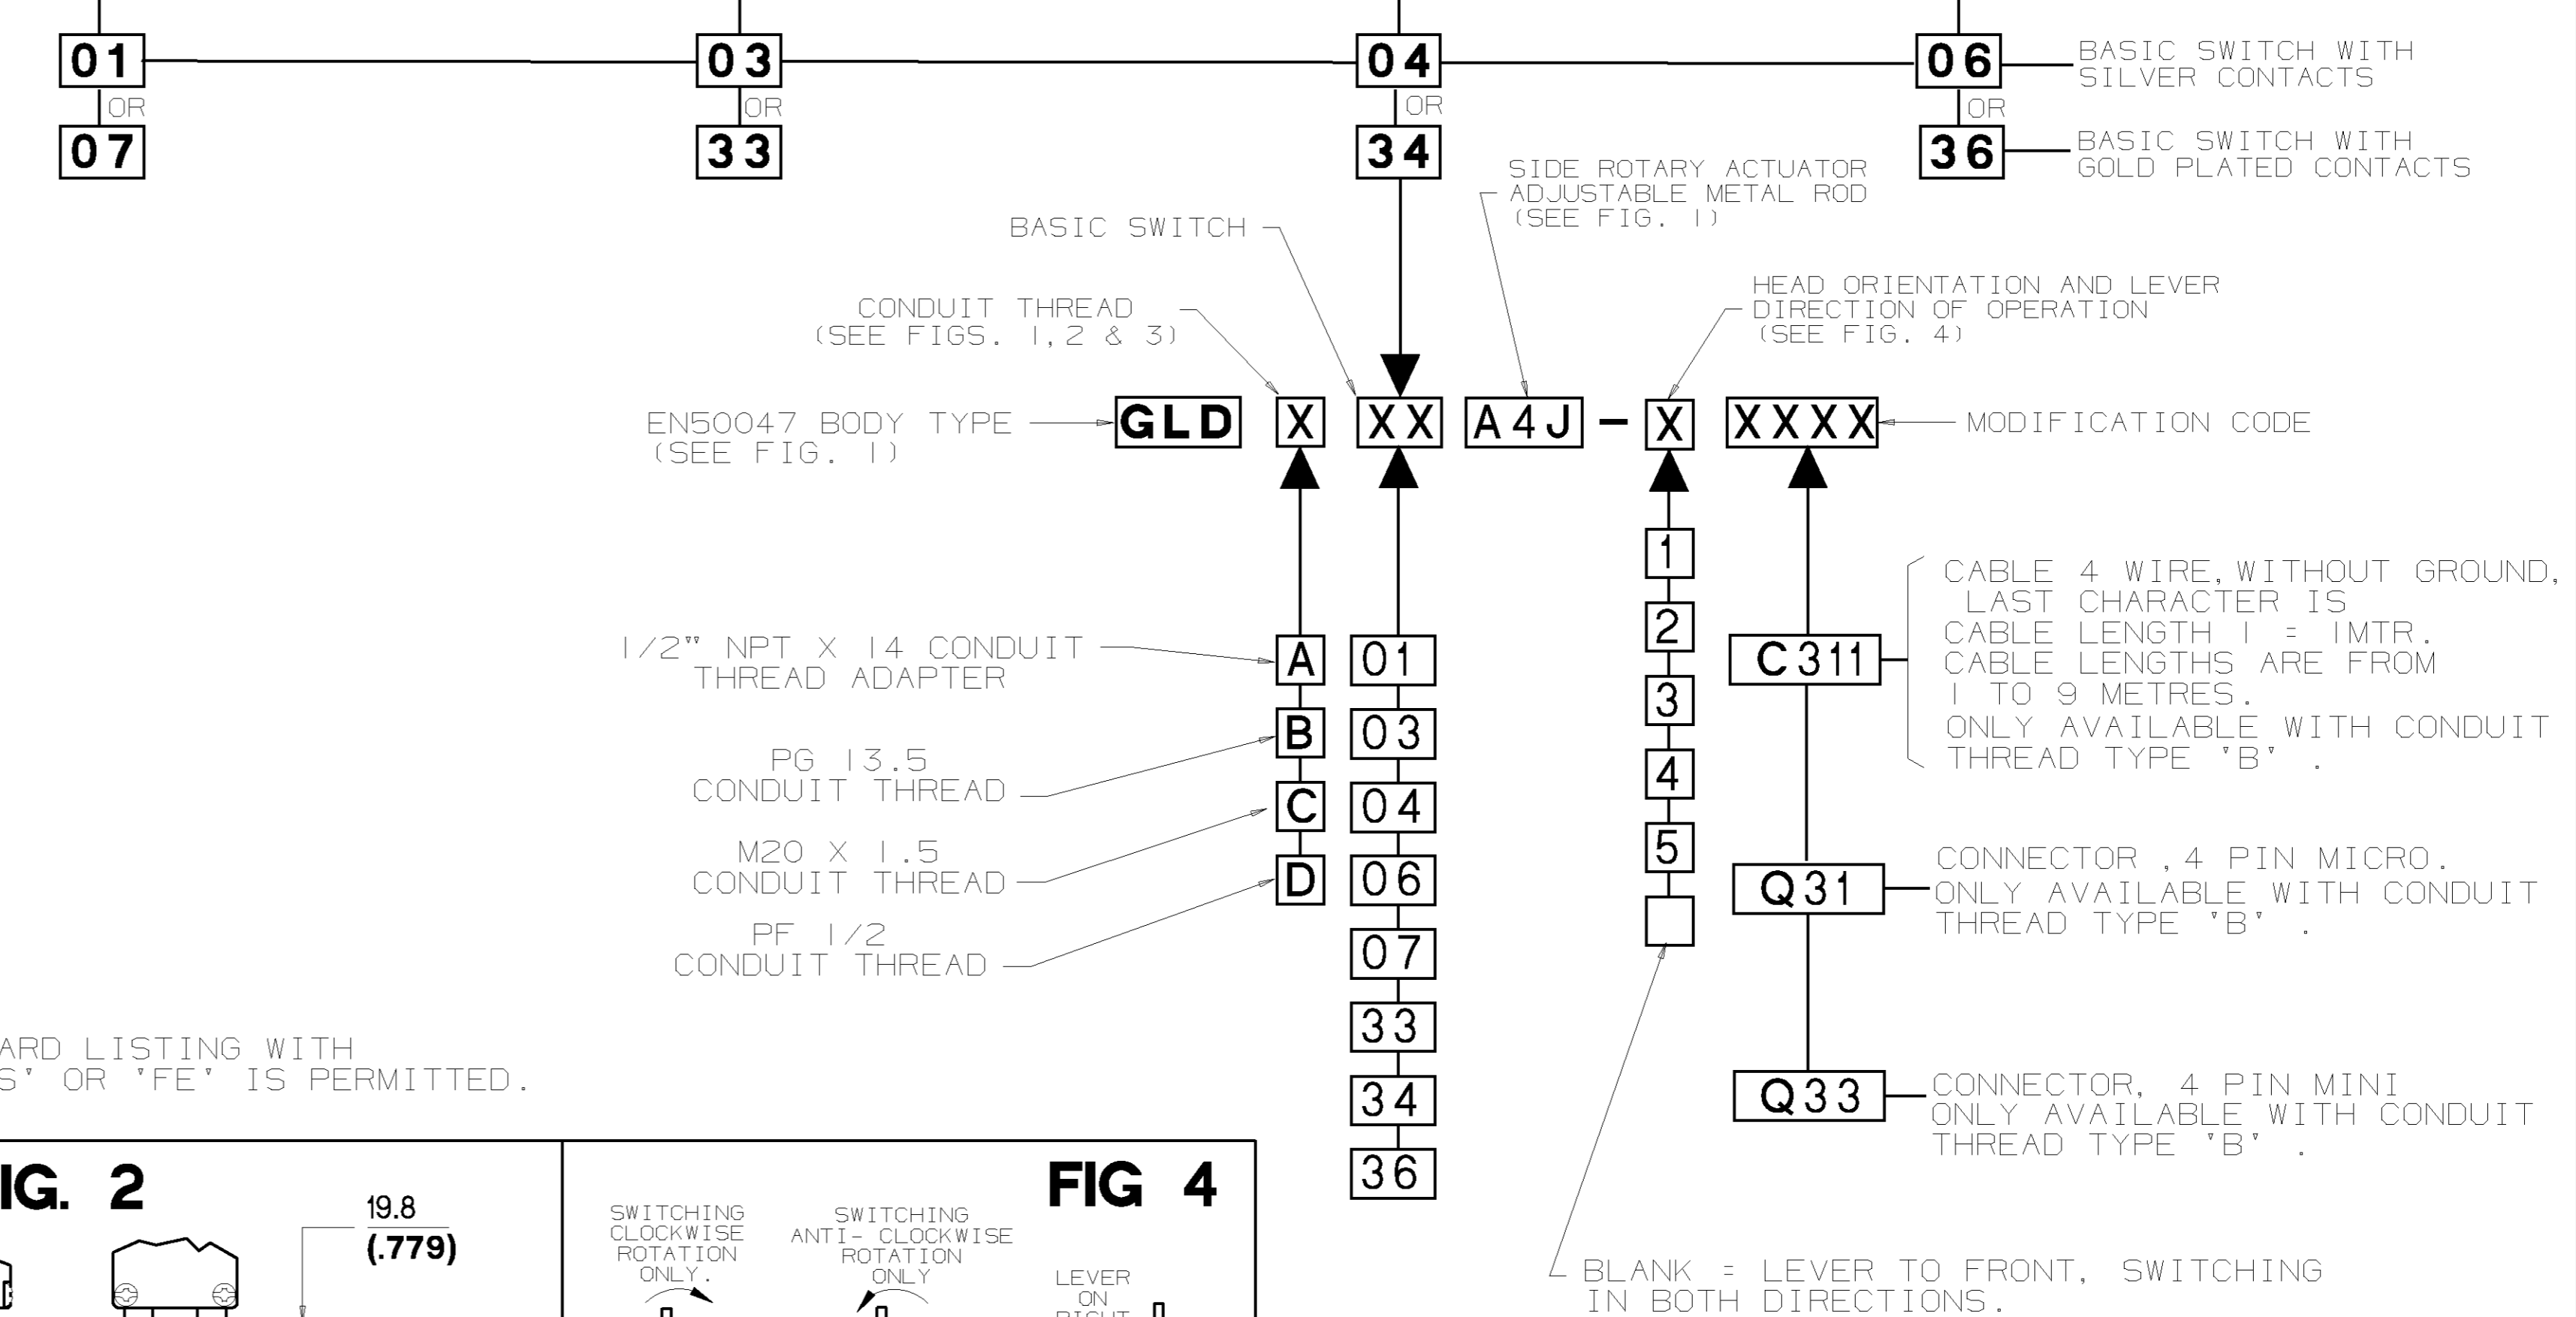 01
03
04
06
BASIC SWITCH WITH
SILVER CONTACTS
OR
OR
OR
OR
07
33
34
36
BASIC SWITCH WITH
GOLD PLATED CONTACTS
SIDE ROTARY ACTUATOR
ADJUSTABLE METAL ROD
(SEE FIG. 1)
BASIC SWITCH
CONDUIT THREAD
(SEE FIGS. 1,2 & 3)
HEAD ORIENTATION AND LEVER
DIRECTION OF OPERATION
(SEE FIG. 4)
EN50047 BODY TYPE
(SEE FIG. 1)
GLD X XX A4J - X XXXX
MODIFICATION CODE
1/2" NPT X 14 CONDUIT
THREAD ADAPTER
PG 13.5
CONDUIT THREAD
M20 X 1.5
CONDUIT THREAD
PF 1/2
CONDUIT THREAD
A
B
C
D
01
03
04
06
07
33
34
36
1
2
3
4
5
C311
CABLE 4 WIRE, WITHOUT GROUND,
LAST CHARACTER IS
CABLE LENGTH 1 = 1MTR.
CABLE LENGTHS ARE FROM
1 TO 9 METRES.
ONLY AVAILABLE WITH CONDUIT
THREAD TYPE 'B' .
Q31
CONNECTOR ,4 PIN MICRO.
ONLY AVAILABLE WITH CONDUIT
THREAD TYPE 'B' .
Q33
CONNECTOR, 4 PIN MINI
ONLY AVAILABLE WITH CONDUIT
THREAD TYPE 'B' .
BLANK = LEVER TO FRONT, SWITCHING
IN BOTH DIRECTIONS.
ARD LISTING WITH
S' OR 'FE' IS PERMITTED.
IG. 2
19.8
(.779)
FIG 4
SWITCHING
CLOCKWISE
ROTATION
ONLY.
SWITCHING
ANTI- CLOCKWISE
ROTATION
ONLY
LEVER
ON
RIGHT